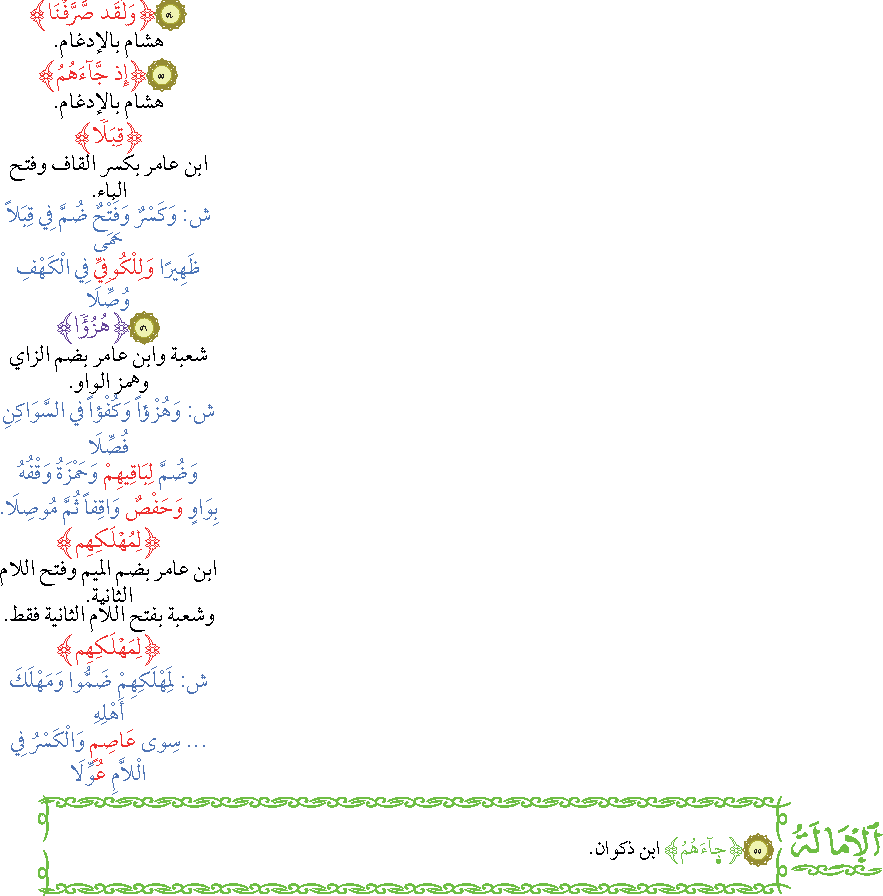 ٥٤ ﴿وَلَقَد صَّرَّفْنَا﴾
هشام بالإدغام.
٥٥ ﴿إِذ جَّآءَهُمُ﴾
هشام بالإدغام.
﴿قِبَلًا﴾
ابن عامر بكسر القاف وفتح
الباء.
ش: وَكَسْرٌ وَفَتْحٌ ضُمَّ فِي قِبَلاً
حَمَى
ظَهِيرًا وَلِلْكُوفِيِّ فِي الْكَهْفِ
وُصِّلَا
٥٦ ﴿هُزُؤًا﴾
شعبة وابن عامر بضم الزاي
وهمز الواو.
ش: وَهُزْؤاً وَكُفْؤاً في السَّوَاكِنِ
فُصِّلَا
وَضُمَّ لِبَاقِيهِمْ وَحَمْزَةُ وَقْفُهُ
بِوَاوٍ وَحَفْصٌ وَاقِفاً ثُمَّ مُوصِلَا.
﴿لِمُهْلَكِهِم﴾
ابن عامر بضم الميم وفتح اللام
الثانية.
وشعبة بفتح اللام الثانية فقط.
﴿لِمَهْلَكِهِم﴾
ش: لِمَهْلَكِهِمْ ضَمُّوا وَمَهْلَكَ
أَهْلِهِ
... سِوى عَاصِمٍ وَالْكَسْرُ فِي
الْلاَّمِ عُوِّلَا
ٱلْإِمَالَةُ
٥٥ ﴿جَآءَهُمُ﴾ ابن ذكوان.